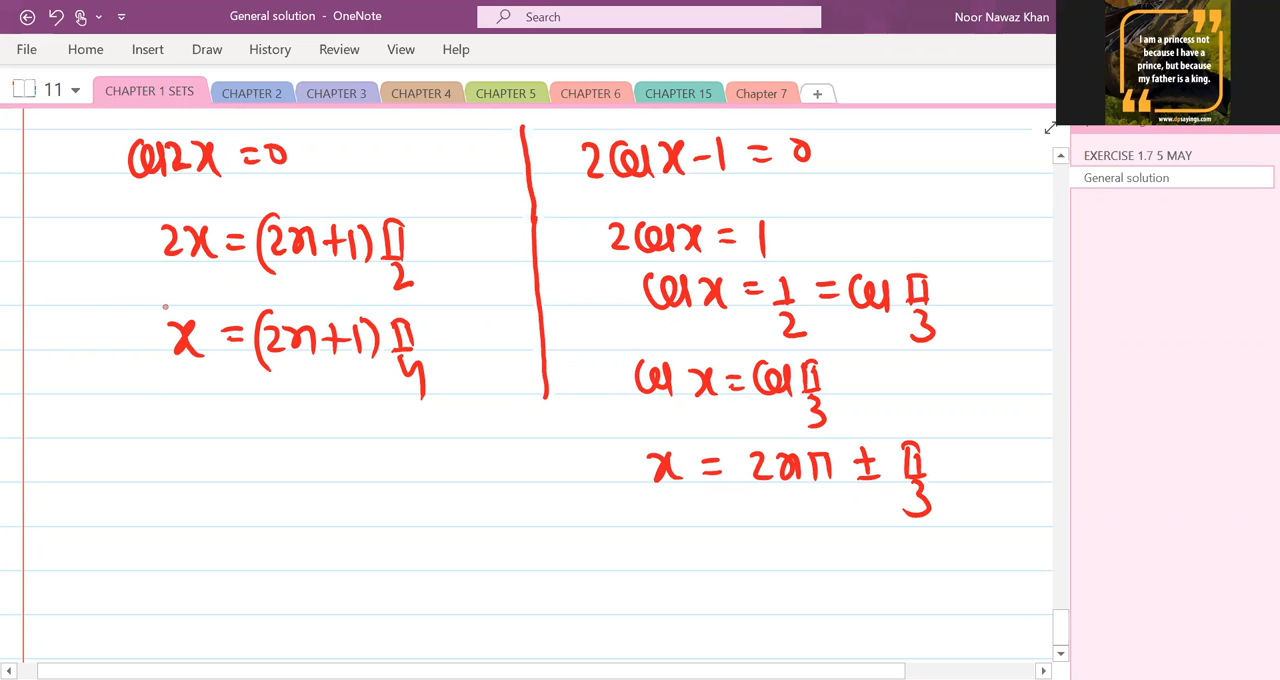 General solution - OneNote
Search
Noor Nawaz Khan
File Home Insert Draw History Review View Help
11
CHAPTER 1 SETS CHAPTER 2 CHAPTER 3 CHAPTER 4 CHAPTER 5 CHAPTER 6 CHAPTER 15 Chapter 7 +
I am a princess not
because I have a
prince, but because
my father is a king.
www.dpsayings.com
EXERCISE 1.7 5 MAY
General solution
cos2x = 0
2x = (2n+1) π/2
x = (2n+1) π/4
2cosx - 1 = 0
2cosx = 1
cosx = 1/2 = cos π/3
cos x = cos π/3
x = 2nπ ± π/3